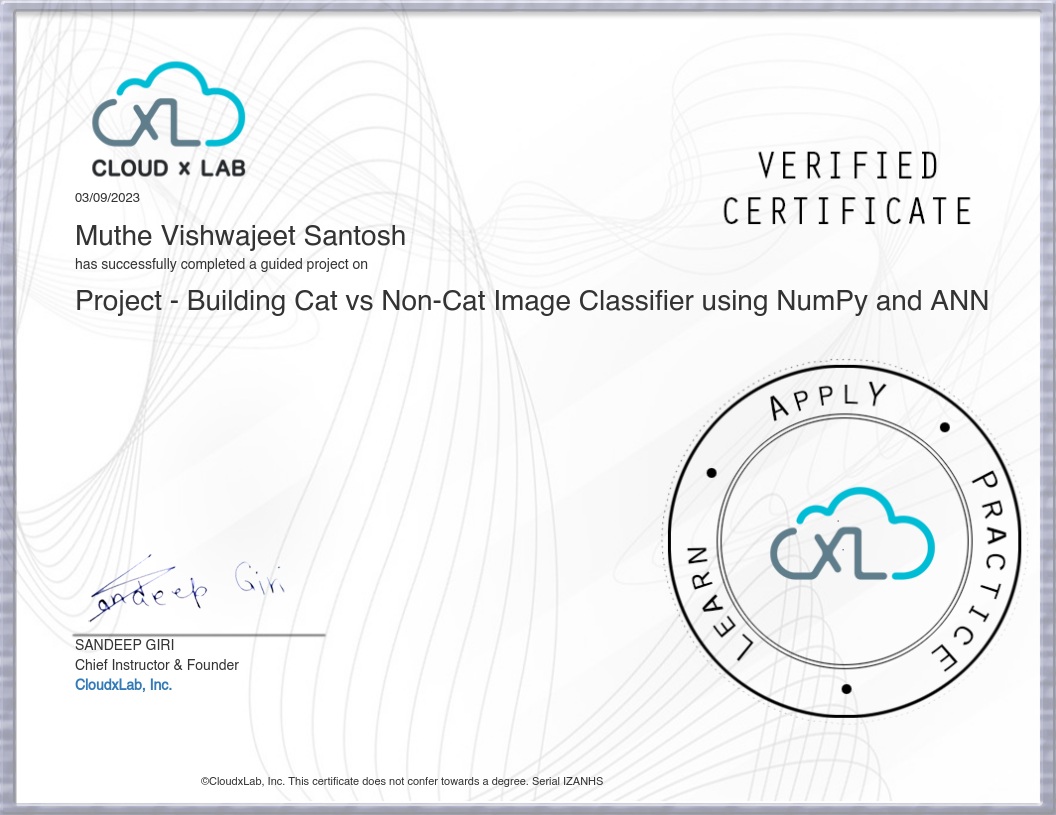 CXL
CLOUD x LAB
03/09/2023
VERIFIED
CERTIFICATE
Muthe Vishwajeet Santosh
has successfully completed a guided project on
Project - Building Cat vs Non-Cat Image Classifier using NumPy and ANN
LEARN
APPLY
PRACTICE
CXL
Sandeep Giri
SANDEEP GIRI
Chief Instructor & Founder
CloudxLab, Inc.
©CloudxLab, Inc. This certificate does not confer towards a degree. Serial IZANHS